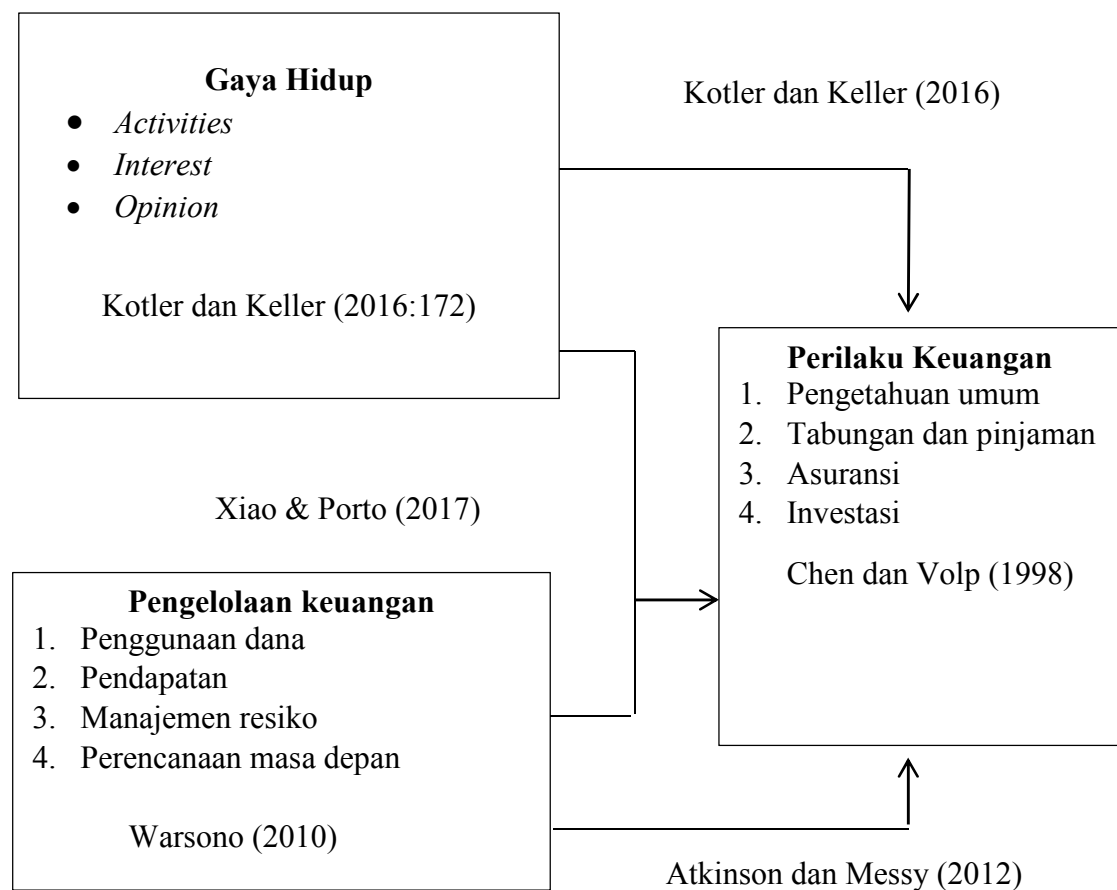 Gaya Hidup
• Activities
• Interest
• Opinion
Kotler dan Keller (2016:172)
Kotler dan Keller (2016)
Perilaku Keuangan
1. Pengetahuan umum
2. Tabungan dan pinjaman
3. Asuransi
4. Investasi
Chen dan Volp (1998)
Xiao & Porto (2017)
Pengelolaan keuangan
1. Penggunaan dana
2. Pendapatan
3. Manajemen resiko
4. Perencanaan masa depan
Warsono (2010)
Atkinson dan Messy (2012)